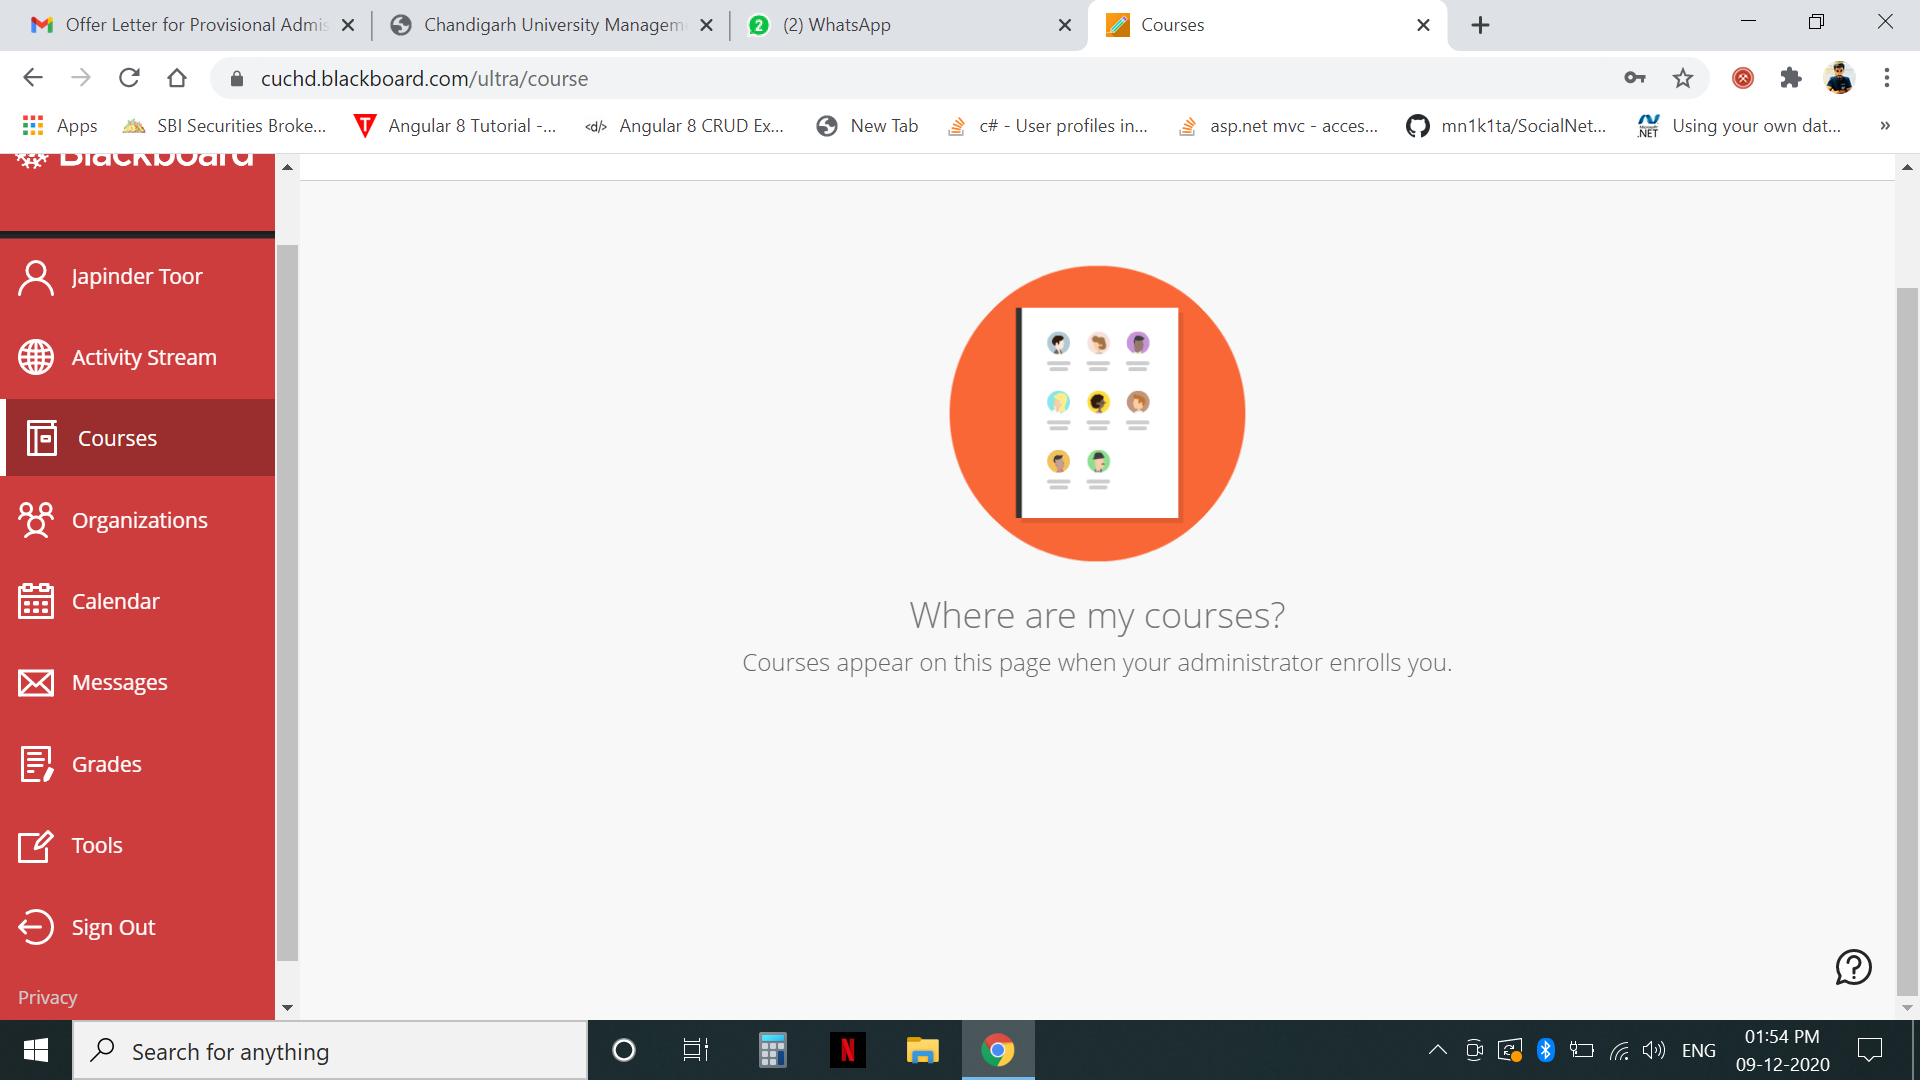 Offer Letter for Provisional Admis
Chandigarh University Managem
(2) WhatsApp
Courses
cuchd.blackboard.com/ultra/course
Apps
SBI Securities Broke...
Angular 8 Tutorial -...
Angular 8 CRUD Ex...
New Tab
c# - User profiles in...
asp.net mvc - acces...
mn1k1ta/SocialNet...
Using your own dat...
»
Blackboard
Japinder Toor
Activity Stream
Courses
Organizations
Calendar
Messages
Grades
Tools
Sign Out
Privacy
Where are my courses?
Courses appear on this page when your administrator enrolls you.
Search for anything
ENG
01:54 PM
09-12-2020